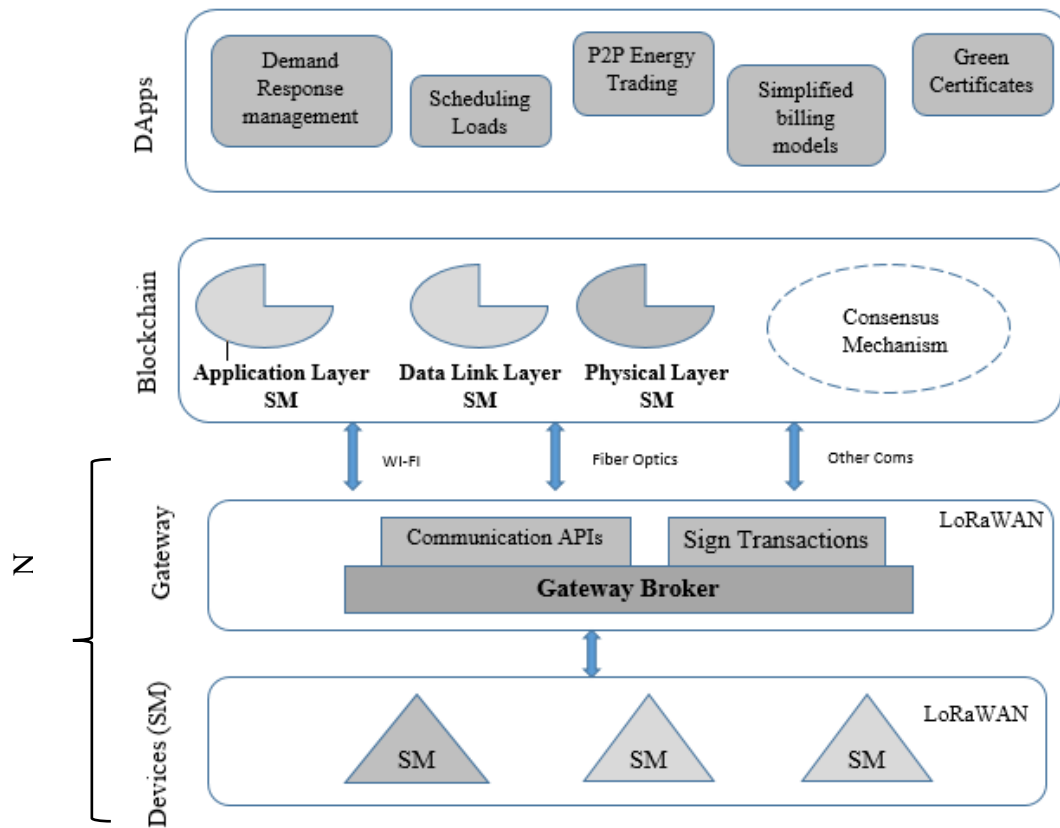 DApps
Demand
Response
management
Scheduling
Loads
P2P Energy
Trading
Simplified
billing
models
Green
Certificates
Blockchain
Application Layer
SM
Data Link Layer
SM
Physical Layer
SM
Consensus
Mechanism
WI-FI
Fiber Optics
Other Coms
N
Gateway
LoRaWAN
Communication APIs
Sign Transactions
Gateway Broker
Devices (SM)
LoRaWAN
SM
SM
SM